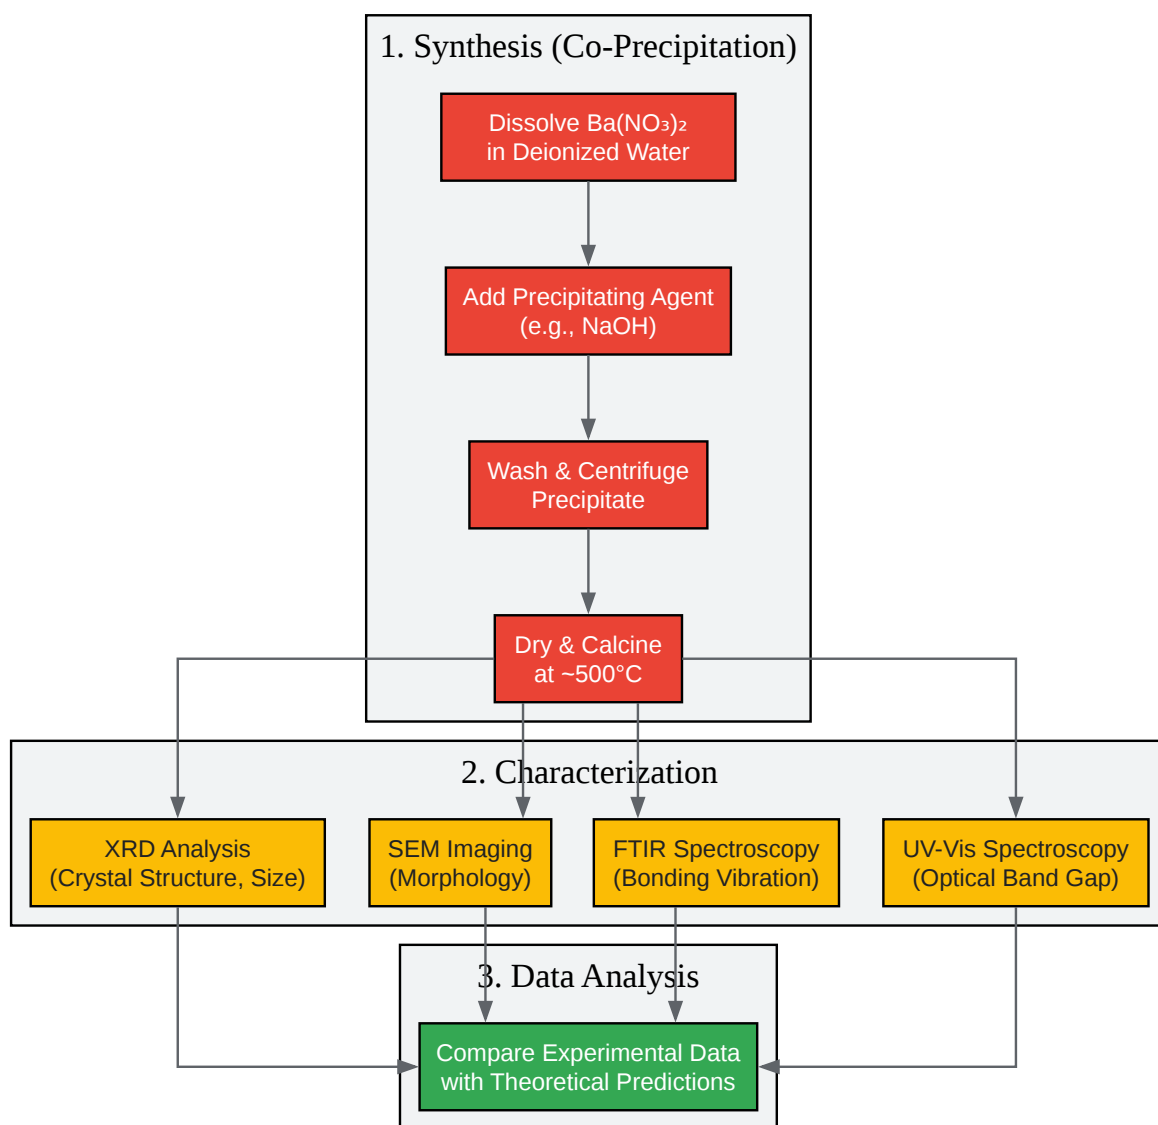 1. Synthesis (Co-Precipitation)
Dissolve Ba(NO₃)₂
in Deionized Water
Add Precipitating Agent
(e.g., NaOH)
Wash & Centrifuge
Precipitate
Dry & Calcine
at ~500°C
2. Characterization
XRD Analysis
(Crystal Structure, Size)
SEM Imaging
(Morphology)
FTIR Spectroscopy
(Bonding Vibration)
UV-Vis Spectroscopy
(Optical Band Gap)
3. Data Analysis
Compare Experimental Data
with Theoretical Predictions